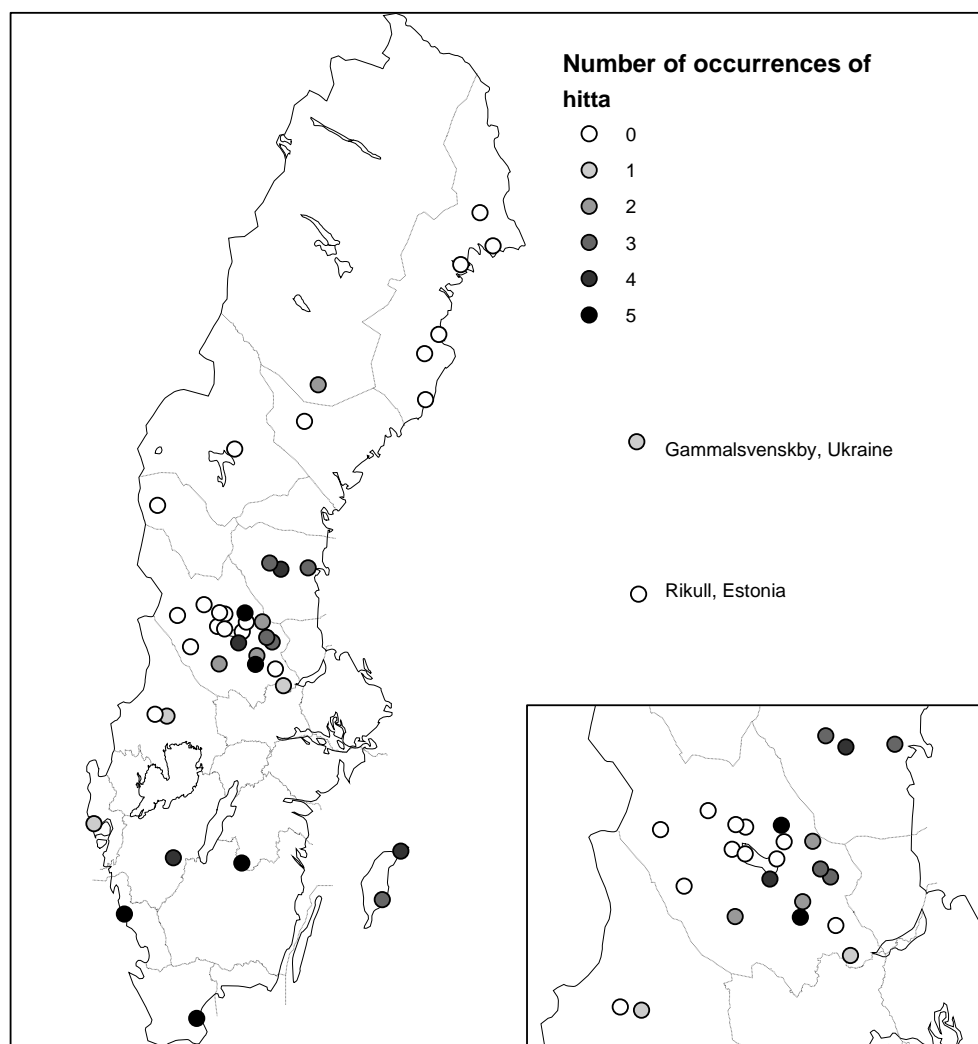 Number of occurrences of
hitta
0
1
2
3
4
5
Gammalsvenskby, Ukraine
Rikull, Estonia